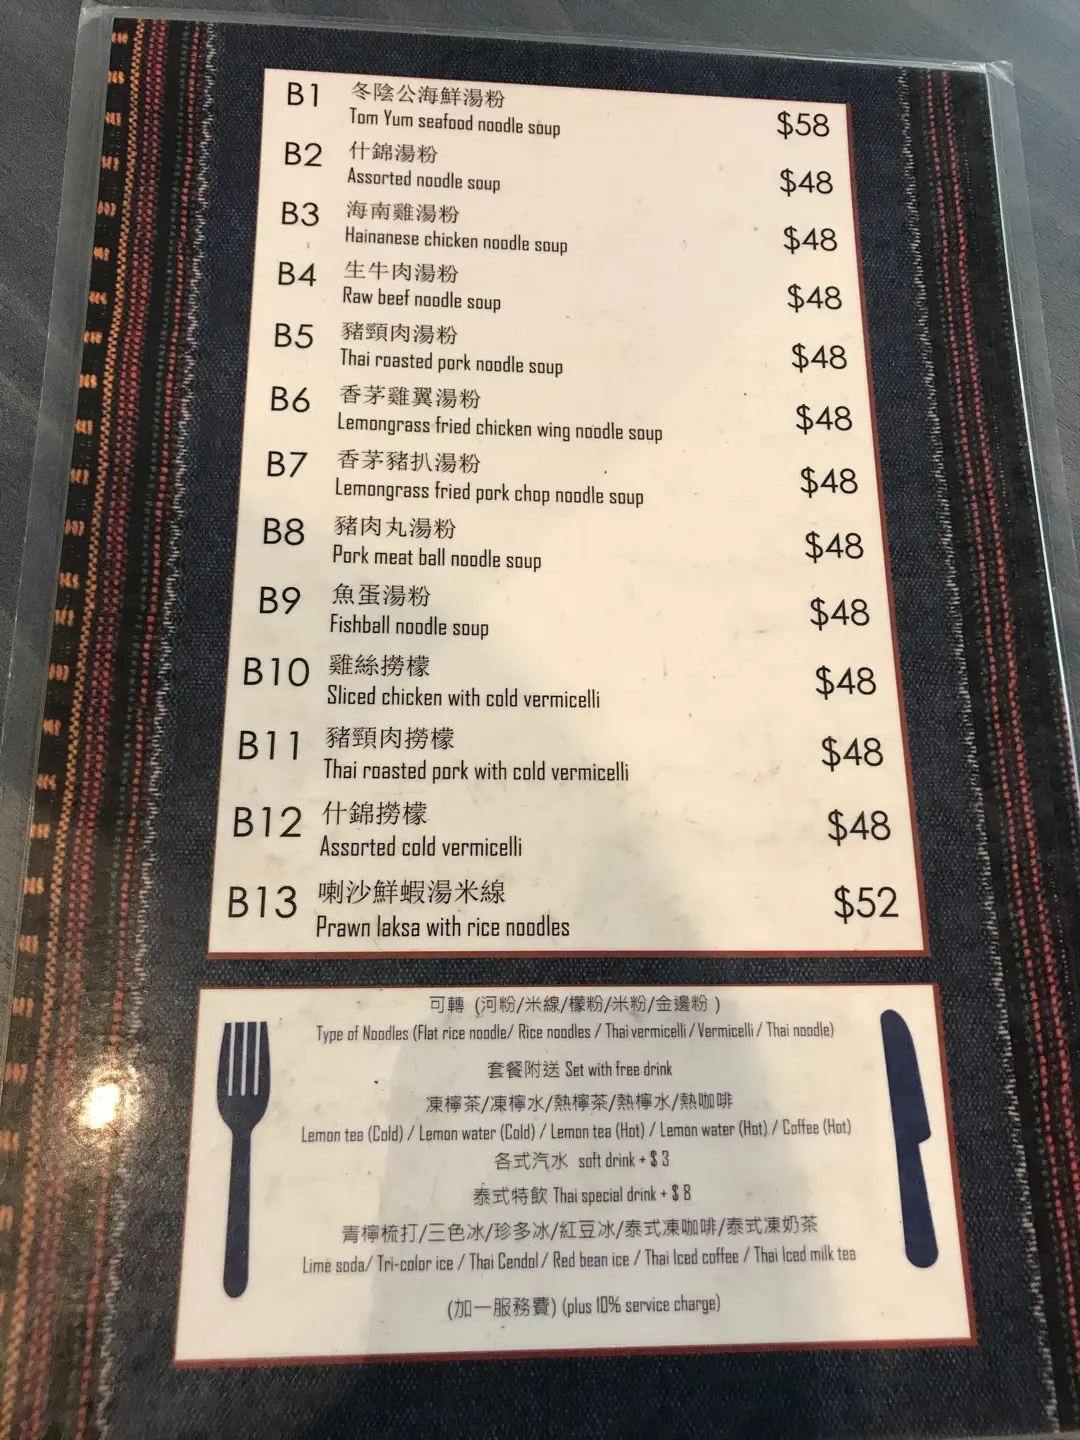 B1 冬陰公海鮮湯粉
Tom Yum seafood noodle soup $58
B2 什錦湯粉
Assorted noodle soup $48
B3 海南雞湯粉
Hainanese chicken noodle soup $48
B4 生牛肉湯粉
Raw beef noodle soup $48
B5 豬頸肉湯粉
Thai roasted pork noodle soup $48
B6 香茅雞翼湯粉
Lemongrass fried chicken wing noodle soup $48
B7 香茅豬扒湯粉
Lemongrass fried pork chop noodle soup $48
B8 豬肉丸湯粉
Pork meat ball noodle soup $48
B9 魚蛋湯粉
Fishball noodle soup $48
B10 雞絲撈檬
Sliced chicken with cold vermicelli $48
B11 豬頸肉撈檬
Thai roasted pork with cold vermicelli $48
B12 什錦撈檬
Assorted cold vermicelli $48
B13 喇沙鮮蝦湯米線
Prawn laksa with rice noodles $52
可轉 (河粉/米線/檬粉/米粉/金邊粉 )
Type of Noodles (Flat rice noodle/ Rice noodles / Thai vermicelli / Vermicelli / Thai noodle)
套餐附送 Set with free drink
凍檸茶/凍檸水/熱檸茶/熱檸水/熱咖啡
Lemon tea (Cold) / Lemon water (Cold) / Lemon tea (Hot) / Lemon water (Hot) / Coffee (Hot)
各式汽水 soft drink + $ 3
泰式特飲 Thai special drink + $ 8
青檸梳打/三色冰/珍多冰/紅豆冰/泰式凍咖啡/泰式凍奶茶
Lime soda/ Tri-color ice / Thai Cendol / Red bean ice / Thai Iced coffee / Thai Iced milk tea
(加一服務費) (plus 10% service charge)